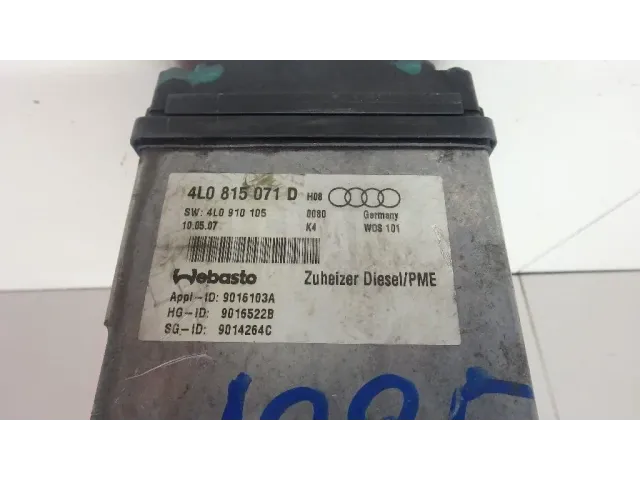 4L0 815 071 D H08
SW: 4L0 910 105 0080 Germany
10.05.07 K4 WDS 101
Webasto Zuheizer Diesel/PME
Appl-ID: 9016103A
HG-ID: 9016522B
SG-ID: 9014264C